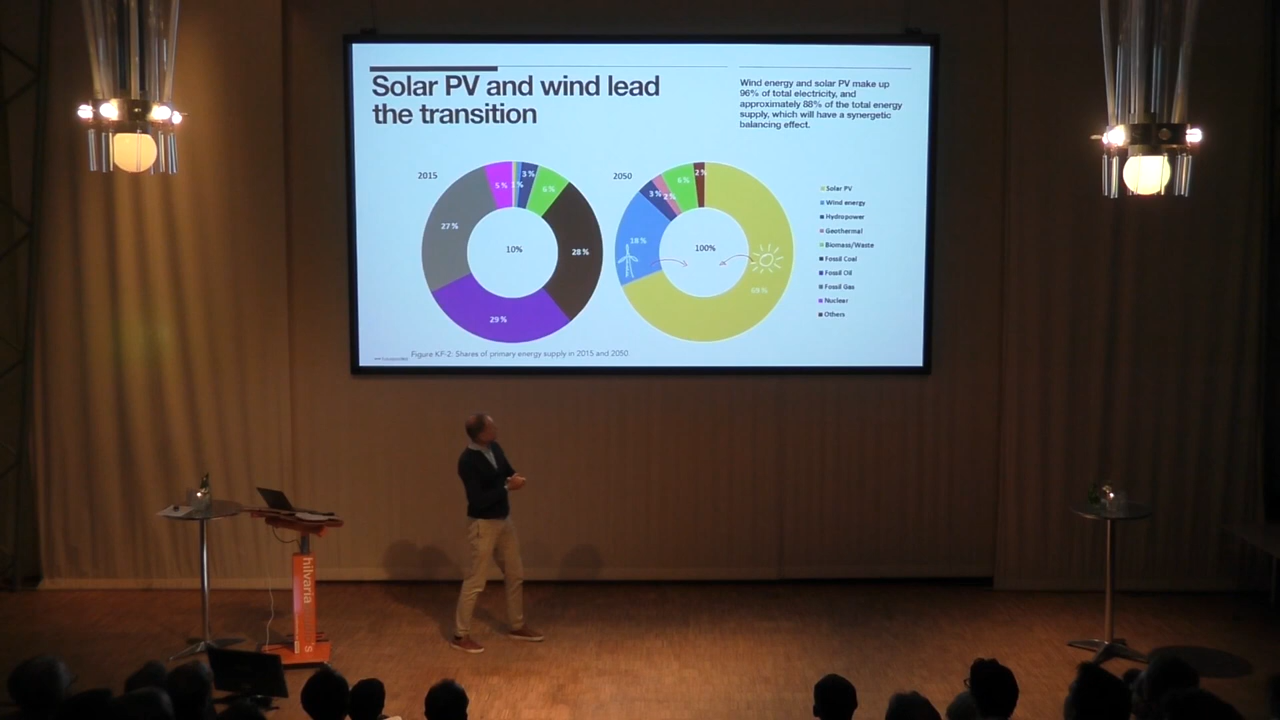 Solar PV and wind lead
the transition
Wind energy and solar PV make up
96% of total electricity, and
approximately 88% of the total energy
supply, which will have a synergetic
balancing effect.
2015
5%
3%
6%
27%
10%
28%
29%
2050
3%
2%
6%
2%
18%
100%
69%
Solar PV
Wind energy
Hydropower
Geothermal
Biomass/Waste
Fossil Coal
Fossil Oil
Fossil Gas
Nuclear
Others
Figure KF-2: Shares of primary energy supply in 2015 and 2050.
hilvaria